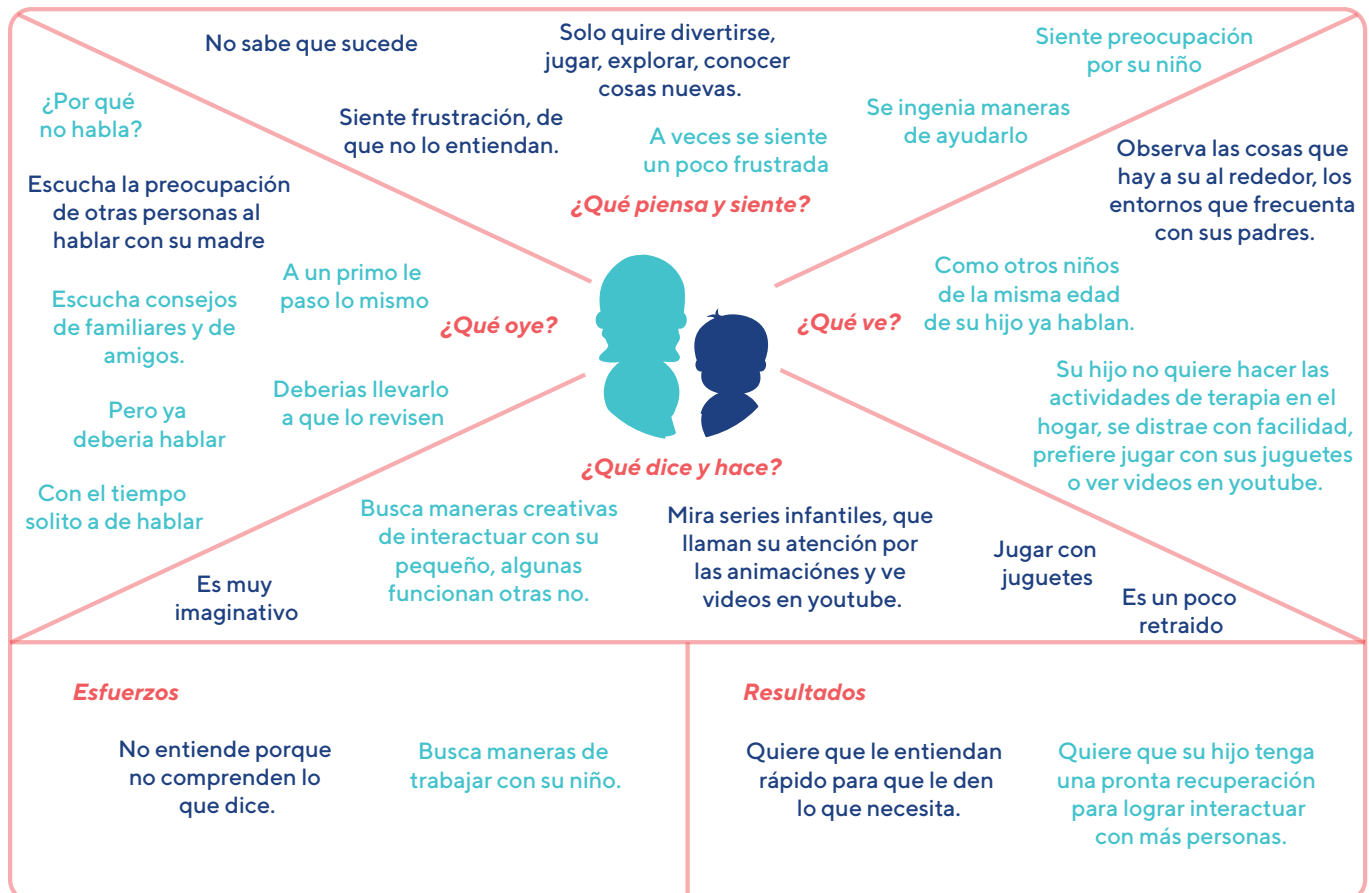 No sabe que sucede
Solo quire divertirse,
jugar, explorar, conocer
cosas nuevas.
Siente frustración, de
que no lo entiendan.
A veces se siente
un poco frustrada
Se ingenia maneras
de ayudarlo
Siente preocupación
por su niño
¿Qué piensa y siente?
¿Por qué
no habla?
Escucha la preocupación
de otras personas al
hablar con su madre
A un primo le
paso lo mismo
Escucha consejos
de familiares y de
amigos.
¿Qué oye?
Deberias llevarlo
a que lo revisen
Pero ya
deberia hablar
Con el tiempo
solito a de hablar
Observa las cosas que
hay a su al rededor, los
entornos que frecuenta
con sus padres.
¿Qué ve?
Como otros niños
de la misma edad
de su hijo ya hablan.
Su hijo no quiere hacer las
actividades de terapia en el
hogar, se distrae con facilidad,
prefiere jugar con sus juguetes
o ver videos en youtube.
¿Qué dice y hace?
Es muy
imaginativo
Busca maneras creativas
de interactuar con su
pequeño, algunas
funcionan otras no.
Mira series infantiles, que
llaman su atención por
las animaciónes y ve
videos en youtube.
Jugar con
juguetes
Es un poco
retraido
Esfuerzos
No entiende porque
no comprenden lo
que dice.
Busca maneras de
trabajar con su niño.
Resultados
Quiere que le entiendan
rápido para que le den
lo que necesita.
Quiere que su hijo tenga
una pronta recuperación
para lograr interactuar
con más personas.